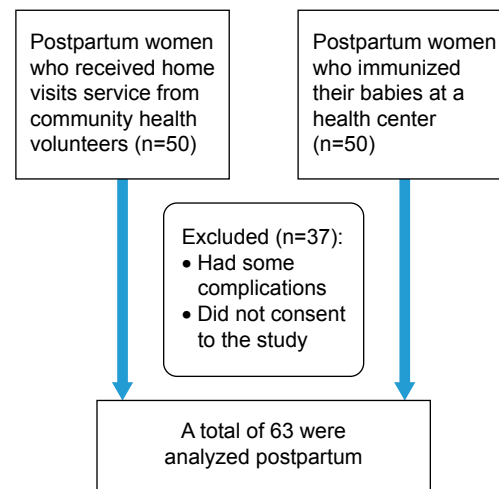 Postpartum women
who received home
visits service from
community health
volunteers (n=50)
Postpartum women
who immunized
their babies at a
health center
(n=50)
Excluded (n=37):
• Had some
complications
• Did not consent
to the study
A total of 63 were
analyzed postpartum